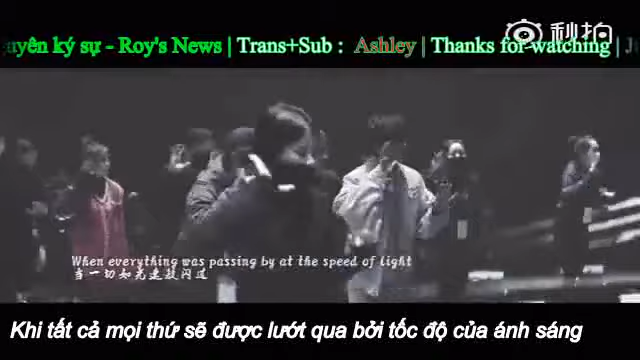 uyên ký sự - Roy's News | Trans+Sub : Ashley | Thanks for watching |
秒拍
When everything was passing by at the speed of light
当一切如光速般闪过
Khi tất cả mọi thứ sẽ được lướt qua bởi tốc độ của ánh sáng